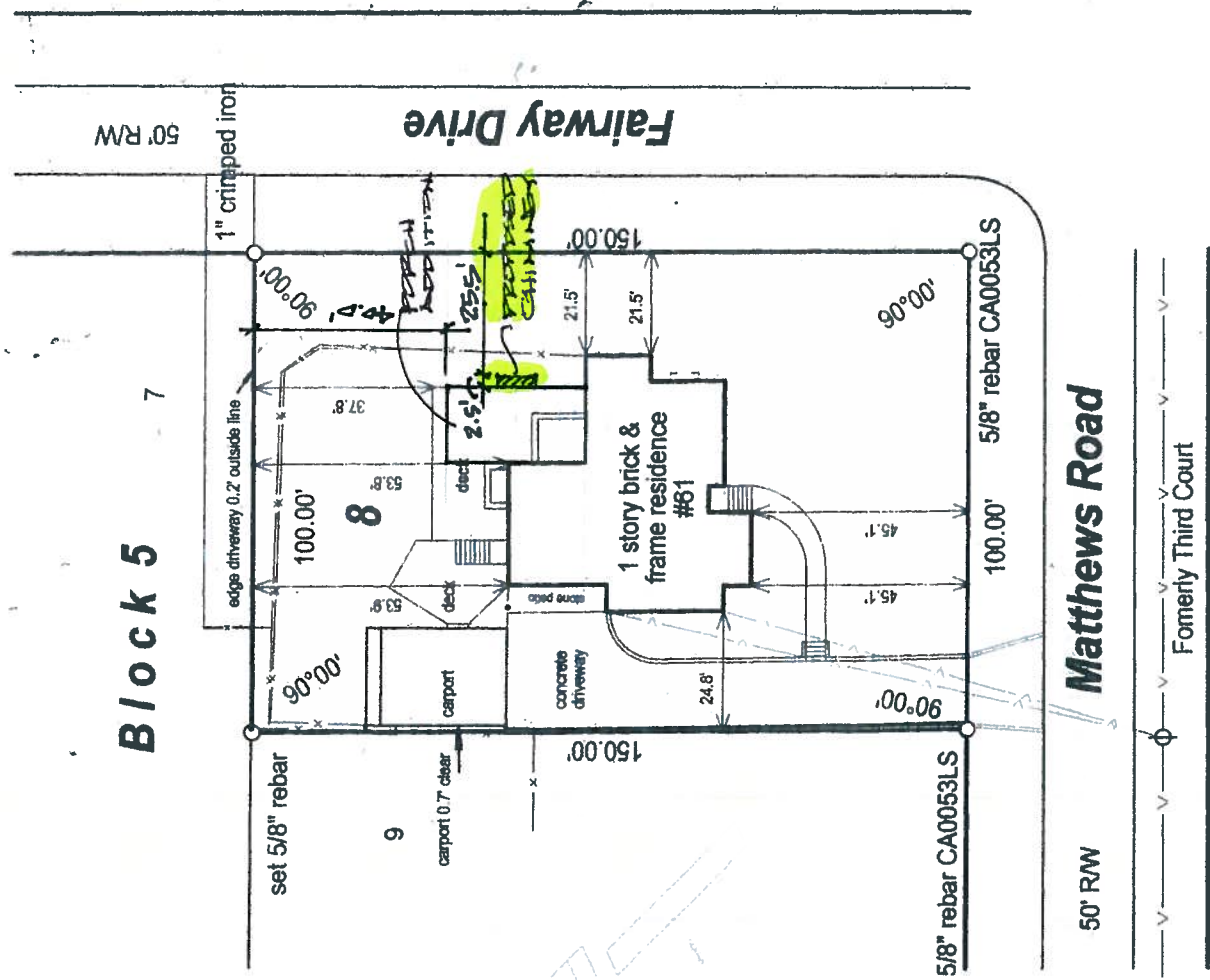 Block 5
7
8
9
50' R/W
Fairway Drive
1" crimped iron
90°00'
40.0'
25.5'
2.5'
150.00'
21.5'
21.5'
37.8'
53.8'
53.9'
edge driveway 0.2' outside line
100.00'
deck
deck
stone patio
1 story brick &
frame residence
#61
90°00'
5/8" rebar CA0053LS
45.1'
45.1'
100.00'
carport
concrete
driveway
24.8'
90°00'
90°00'
150.00'
set 5/8" rebar
carport 0.7' clear
5/8" rebar CA0053LS
Matthews Road
Fomerly Third Court
50' R/W